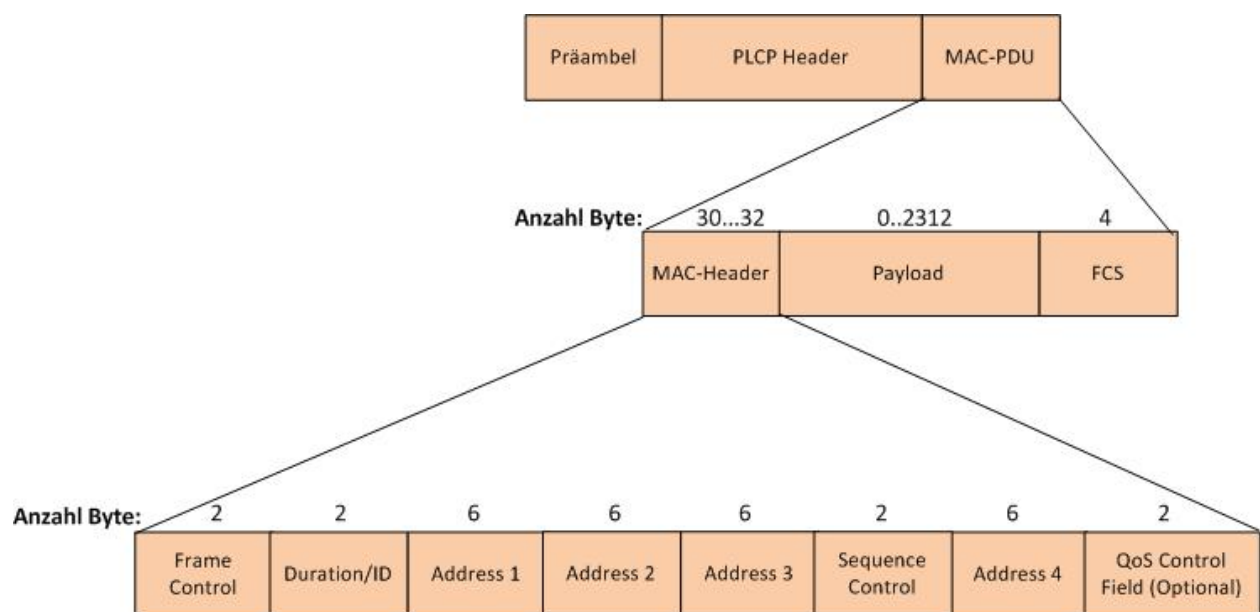 Präambel PLCP Header MAC-PDU
Anzahl Byte: 30...32 0..2312 4
MAC-Header Payload FCS
Anzahl Byte: 2 2 6 6 6 2 6 2
Frame Control Duration/ID Address 1 Address 2 Address 3 Sequence Control Address 4 QoS Control Field (Optional)